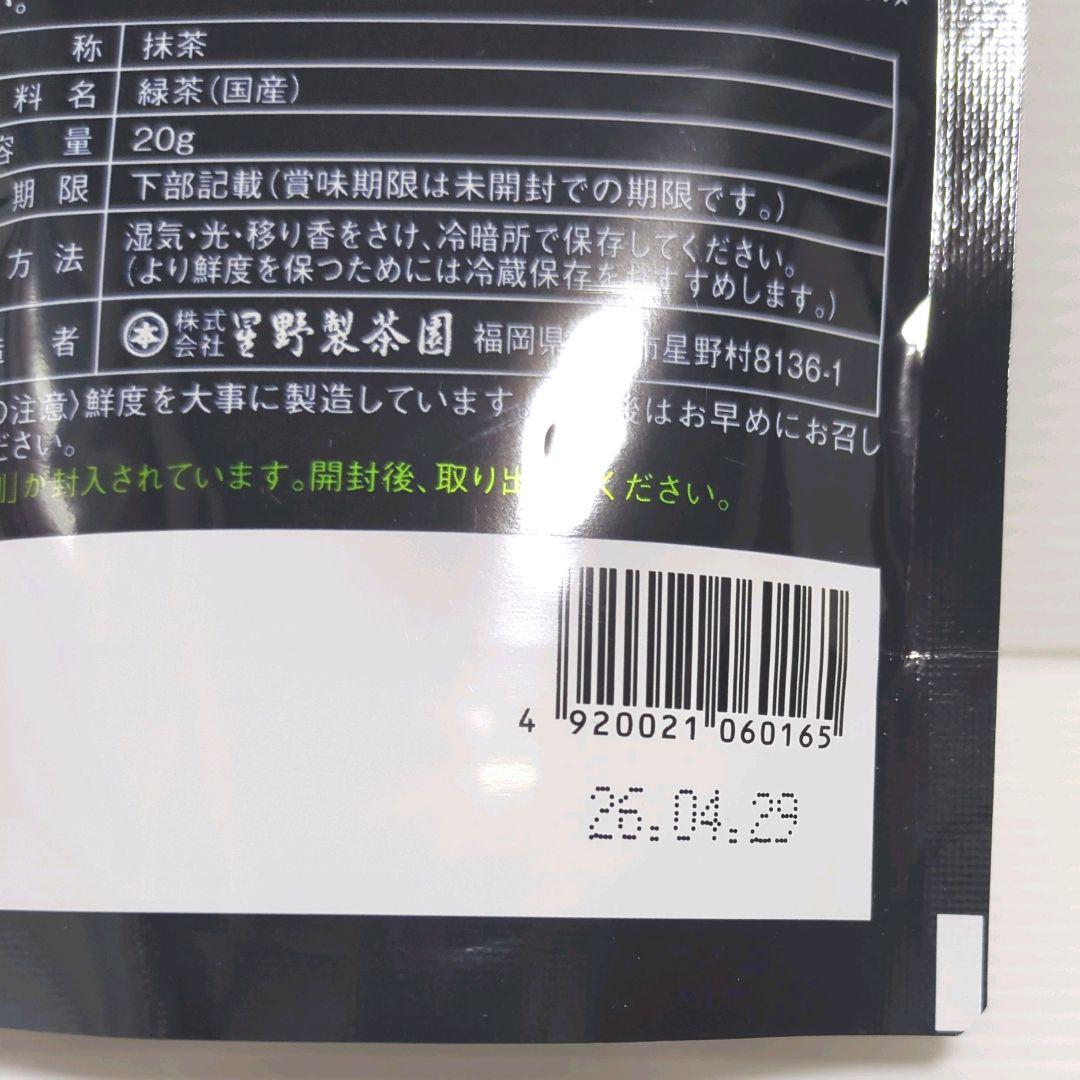 す。
称 抹茶
料名 緑茶(国産)
容量 20g
期限 下部記載(賞味期限は未開封での期限です。)
方法 湿気・光・移り香をさけ、冷暗所で保存してください。
(より鮮度を保つためには冷蔵保存をおすすめします。)
者 本 株式会社 星野製茶園 福岡県 市星野村8136-1
の注意〉鮮度を大事に製造しています。 後はお早めにお召し
ださい。
剤」が封入されています。開封後、取り出 ください。
4 920021 060165
26.04.29